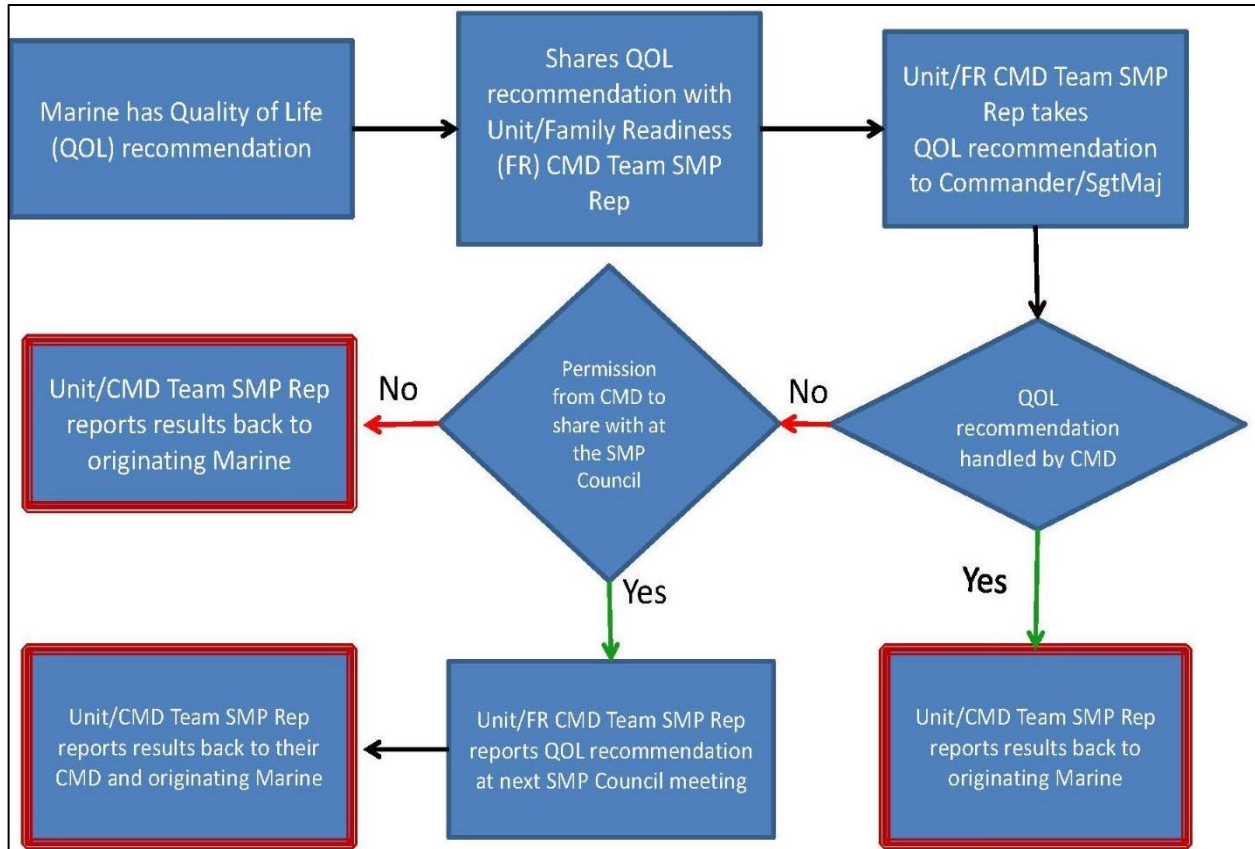 Marine has Quality of Life
(QOL) recommendation
Shares QOL
recommendation with
Unit/Family Readiness
(FR) CMD Team SMP
Rep
Unit/FR CMD Team SMP
Rep takes
QOL recommendation
to Commander/SgtMaj
QOL
recommendation
handled by CMD
No
Permission
from CMD to
share with at
the SMP
Council
No
Unit/CMD Team SMP Rep
reports results back to
originating Marine
Yes
Yes
Unit/CMD Team SMP Rep
reports results back to their
CMD and originating Marine
Unit/FR CMD Team SMP Rep
reports QOL recommendation
at next SMP Council meeting
Unit/CMD Team SMP Rep
reports results back to
originating Marine